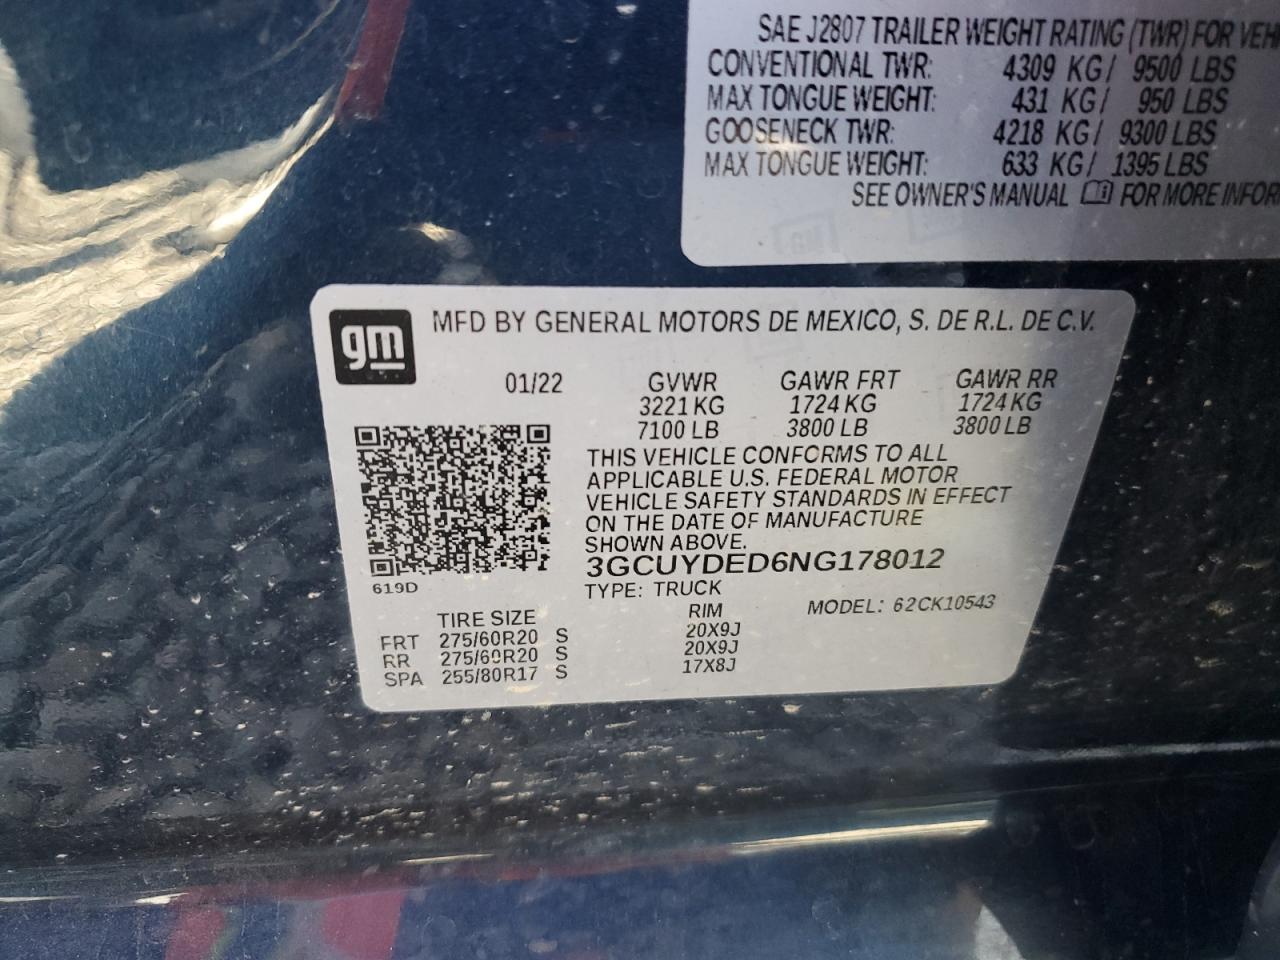 SAE J2807 TRAILER WEIGHT RATING (TWR) FOR VEH
CONVENTIONAL TWR: 4309 KG/ 9500 LBS
MAX TONGUE WEIGHT: 431 KG/ 950 LBS
GOOSENECK TWR: 4218 KG/ 9300 LBS
MAX TONGUE WEIGHT: 633 KG/ 1395 LBS
SEE OWNER'S MANUAL FOR MORE INFOR
gm
MFD BY GENERAL MOTORS DE MEXICO, S. DE R.L. DE C.V.
01/22 GVWR GAWR FRT GAWR RR
3221 KG 1724 KG 1724 KG
7100 LB 3800 LB 3800 LB
THIS VEHICLE CONFORMS TO ALL
APPLICABLE U.S. FEDERAL MOTOR
VEHICLE SAFETY STANDARDS IN EFFECT
ON THE DATE OF MANUFACTURE
SHOWN ABOVE.
3GCUYDED6NG178012
619D
TYPE: TRUCK
TIRE SIZE RIM MODEL: 62CK10543
FRT 275/60R20 S 20X9J
RR 275/60R20 S 20X9J
SPA 255/80R17 S 17X8J